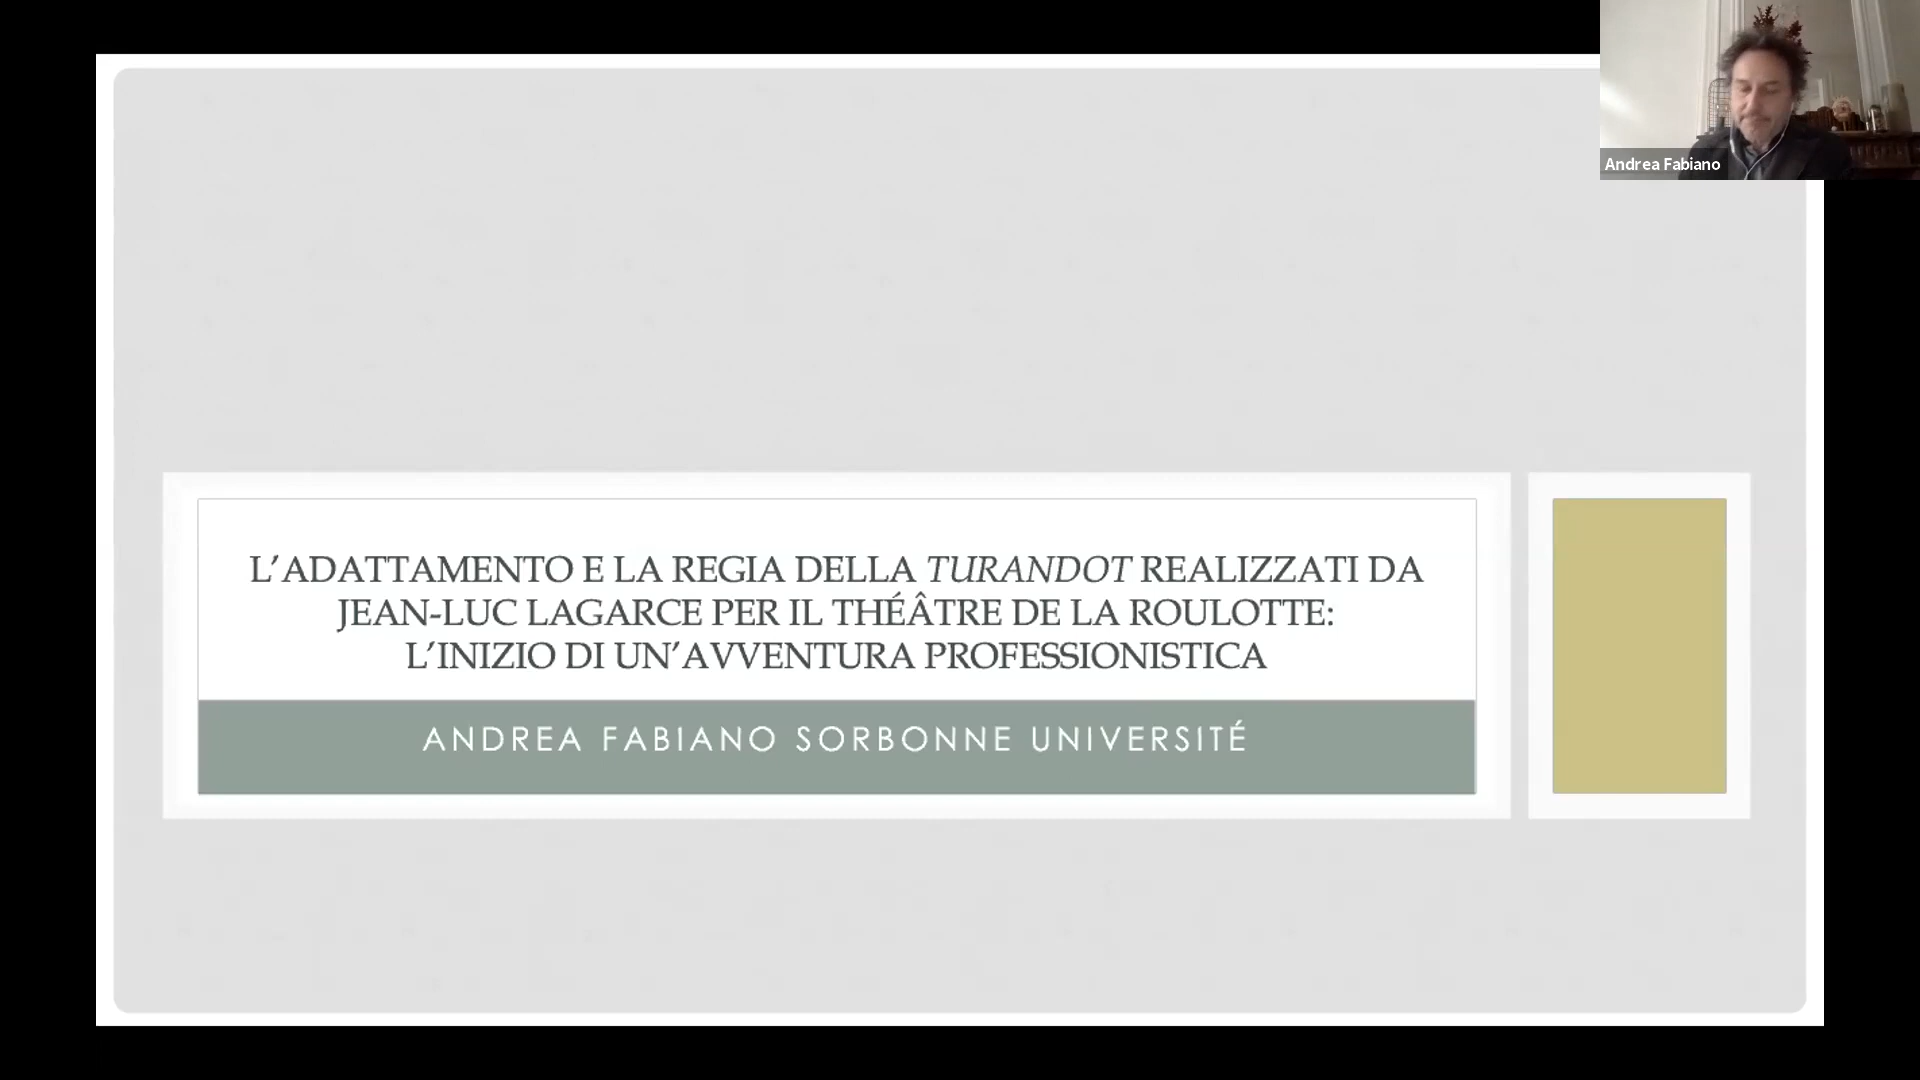 Andrea Fabiano
L’ADATTAMENTO E LA REGIA DELLA TURANDOT REALIZZATI DA
JEAN-LUC LAGARCE PER IL THÉÂTRE DE LA ROULOTTE:
L’INIZIO DI UN’AVVENTURA PROFESSIONISTICA
ANDREA FABIANO SORBONNE UNIVERSITÉ